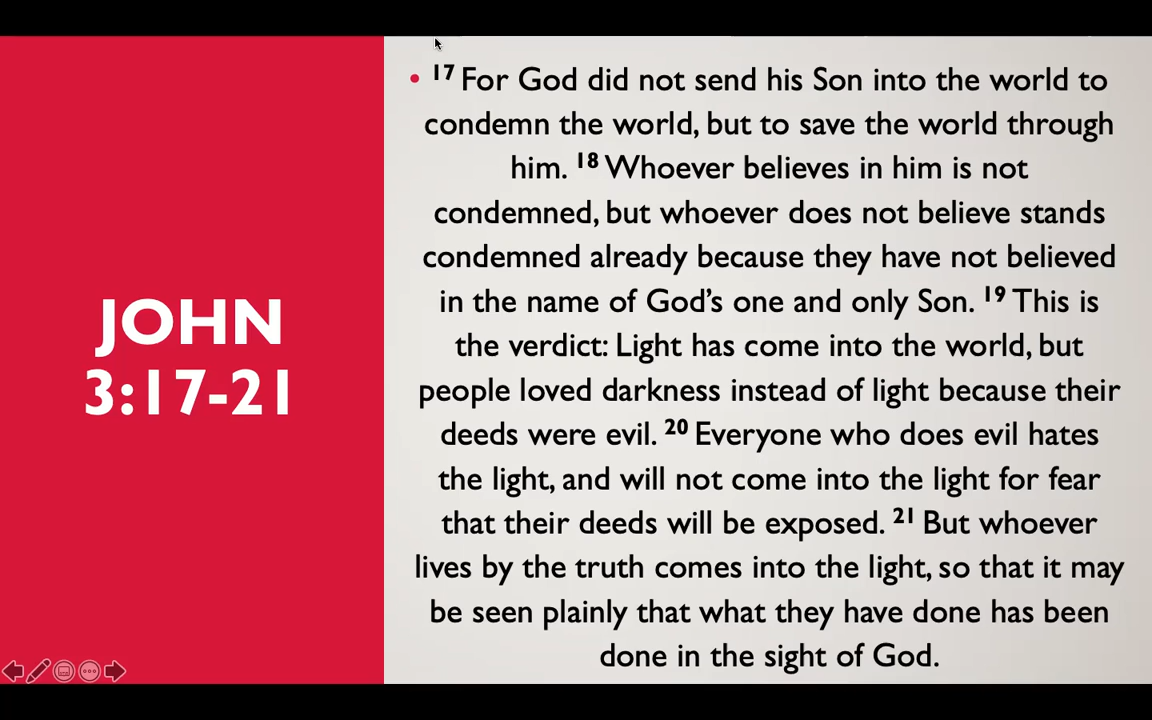 JOHN
3:17-21
• 17 For God did not send his Son into the world to
condemn the world, but to save the world through
him. 18 Whoever believes in him is not
condemned, but whoever does not believe stands
condemned already because they have not believed
in the name of God’s one and only Son. 19 This is
the verdict: Light has come into the world, but
people loved darkness instead of light because their
deeds were evil. 20 Everyone who does evil hates
the light, and will not come into the light for fear
that their deeds will be exposed. 21 But whoever
lives by the truth comes into the light, so that it may
be seen plainly that what they have done has been
done in the sight of God.